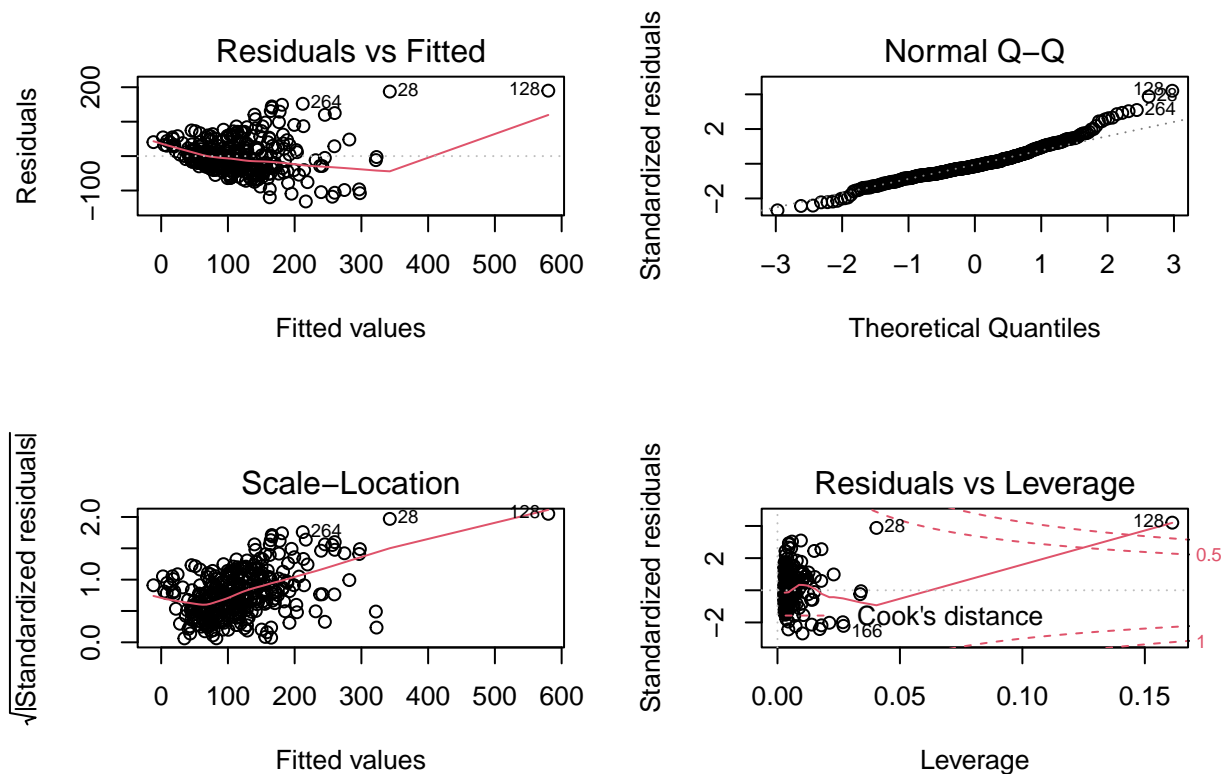 Residuals vs Fitted
Residuals
200
−100
264
28
128
0 100 200 300 400 500 600
Fitted values
Normal Q−Q
Standardized residuals
2
−2
128
264
−3 −2 −1 0 1 2 3
Theoretical Quantiles
Scale−Location
√|Standardized residuals|
2.0
1.0
0.0
264
28
128
0 100 200 300 400 500 600
Fitted values
Residuals vs Leverage
Standardized residuals
2
−2
28
128
166
Cook's distance
0.5
1
0.00 0.05 0.10 0.15
Leverage